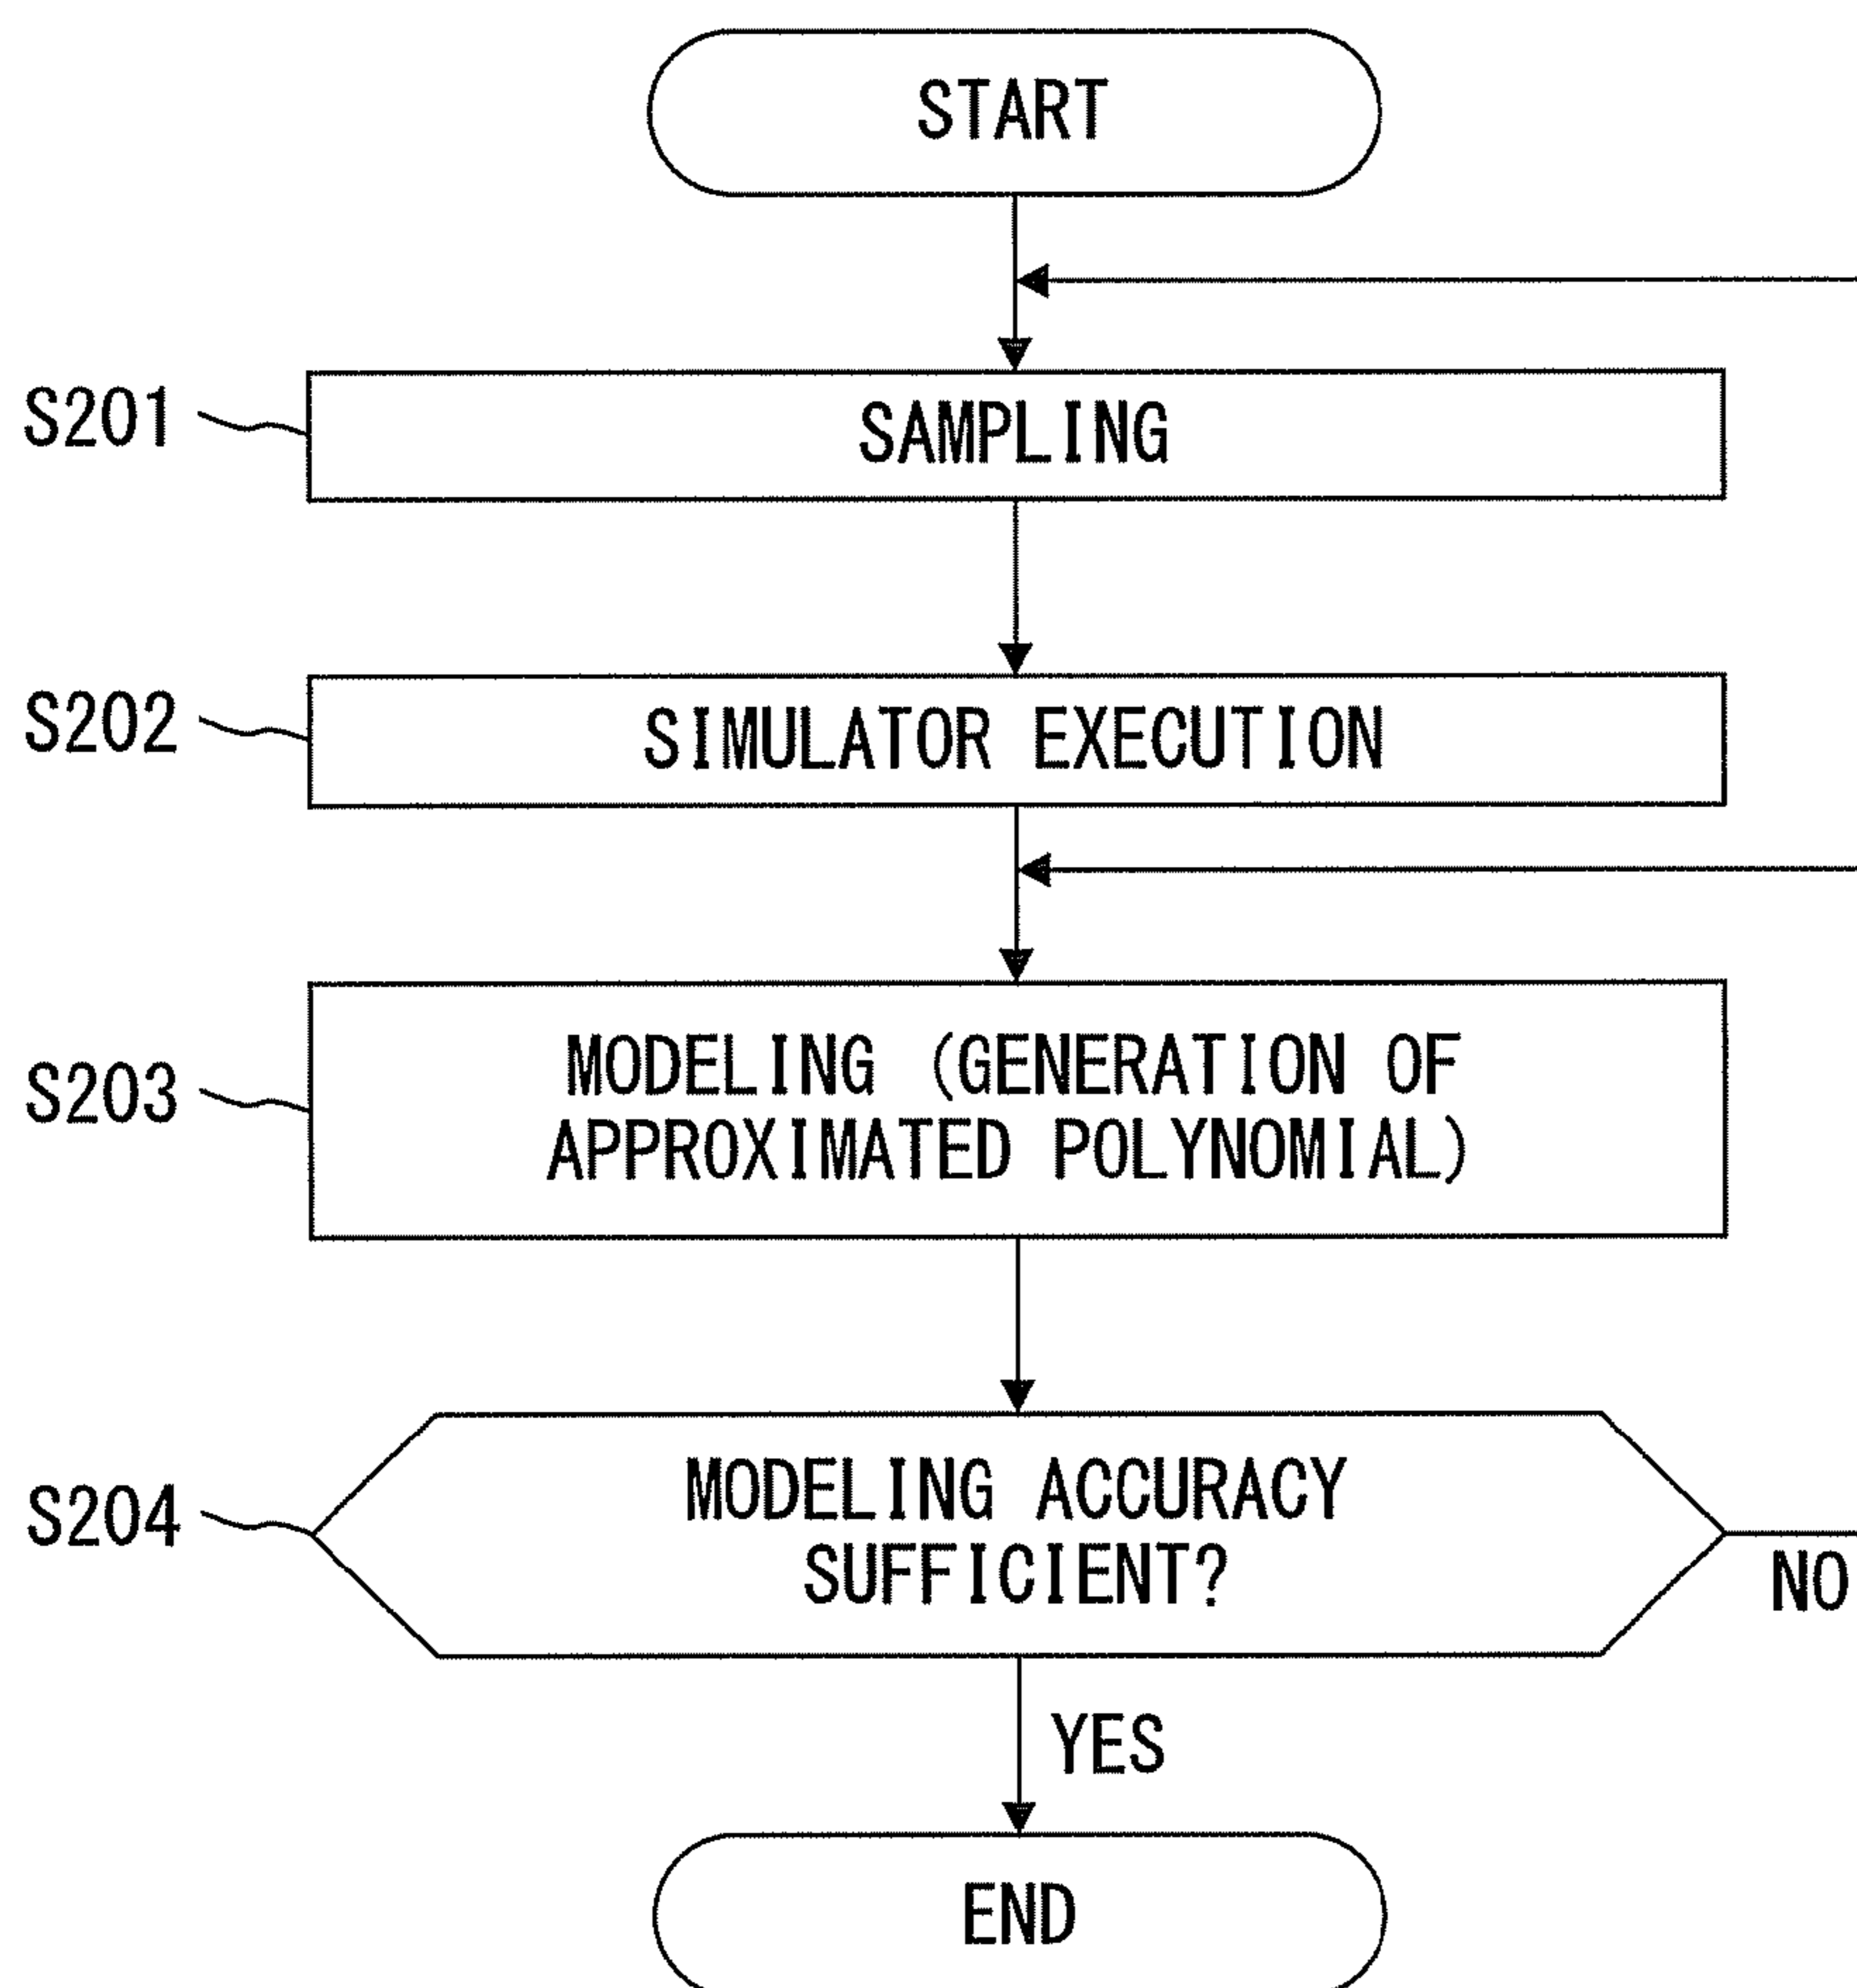 START
S201
SAMPLING
S202
SIMULATOR EXECUTION
S203
MODELING (GENERATION OF
APPROXIMATED POLYNOMIAL)
S204
MODELING ACCURACY
SUFFICIENT?
NO
YES
END